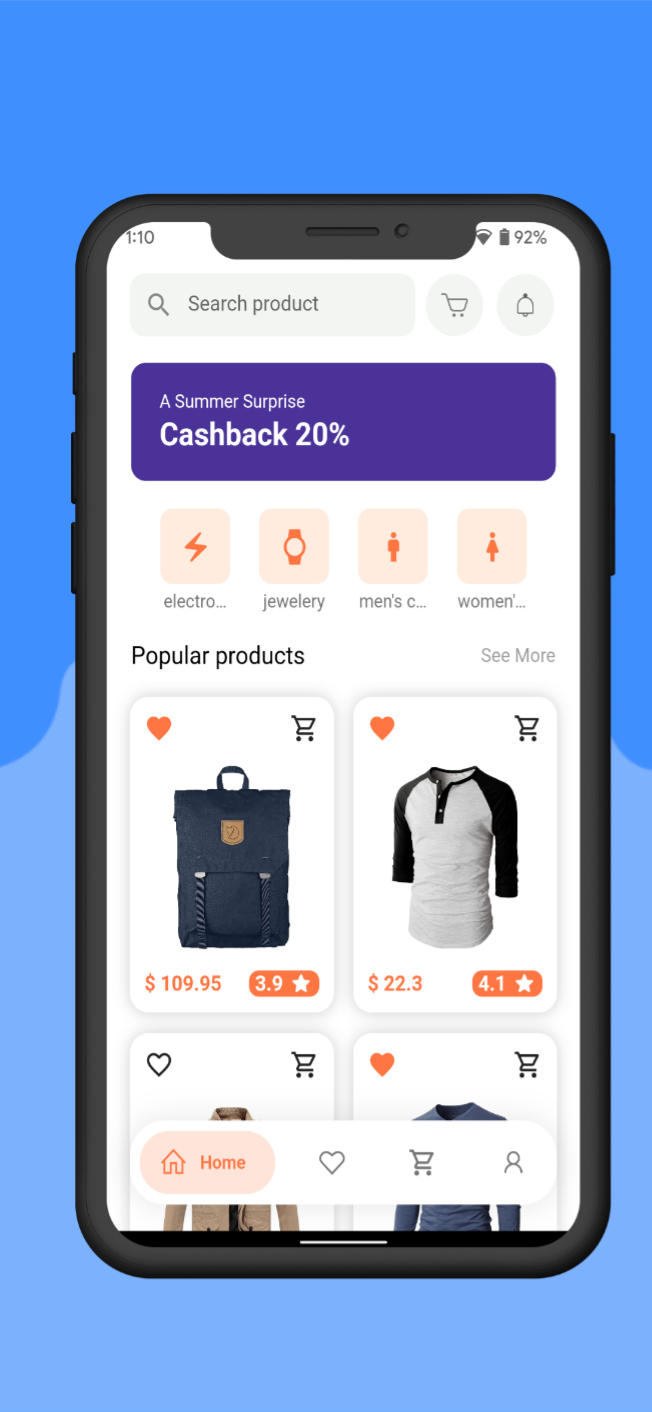 1:10
92%
Search product
A Summer Surprise
Cashback 20%
electro...
jewelery
men's c...
women'...
Popular products
See More
$ 109.95
3.9
$ 22.3
4.1
Home